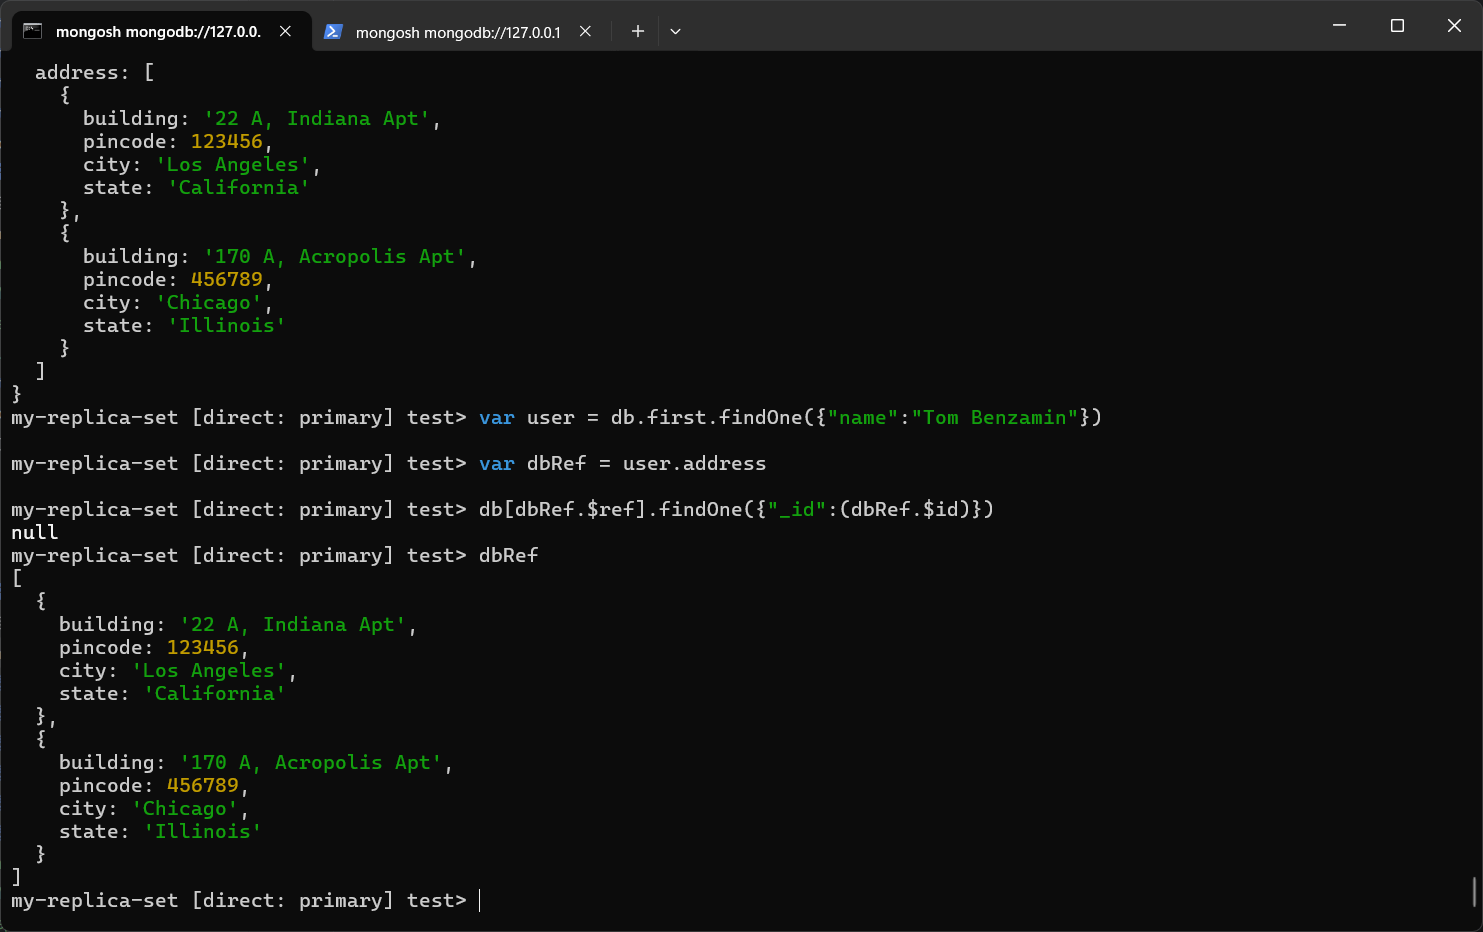 mongosh mongodb://127.0.0.
mongosh mongodb://127.0.0.1
  address: [
    {
      building: '22 A, Indiana Apt',
      pincode: 123456,
      city: 'Los Angeles',
      state: 'California'
    },
    {
      building: '170 A, Acropolis Apt',
      pincode: 456789,
      city: 'Chicago',
      state: 'Illinois'
    }
  ]
}
my-replica-set [direct: primary] test> var user = db.first.findOne({"name":"Tom Benzamin"})
my-replica-set [direct: primary] test> var dbRef = user.address
my-replica-set [direct: primary] test> db[dbRef.$ref].findOne({"_id":(dbRef.$id)})
null
my-replica-set [direct: primary] test> dbRef
[
  {
    building: '22 A, Indiana Apt',
    pincode: 123456,
    city: 'Los Angeles',
    state: 'California'
  },
  {
    building: '170 A, Acropolis Apt',
    pincode: 456789,
    city: 'Chicago',
    state: 'Illinois'
  }
]
my-replica-set [direct: primary] test>